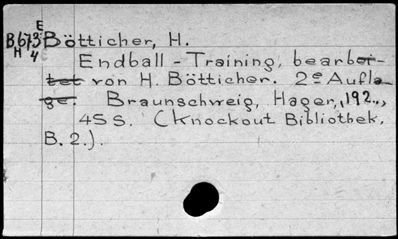 E
B673 Bötticher, H.
H 4
Endball - Training, bearbei-
tet von H. Bötticher. 2e Aufla-
ge. Braunschweig, Hager, 192..,
45 S. (Knockout Bibliothek,
B. 2.).